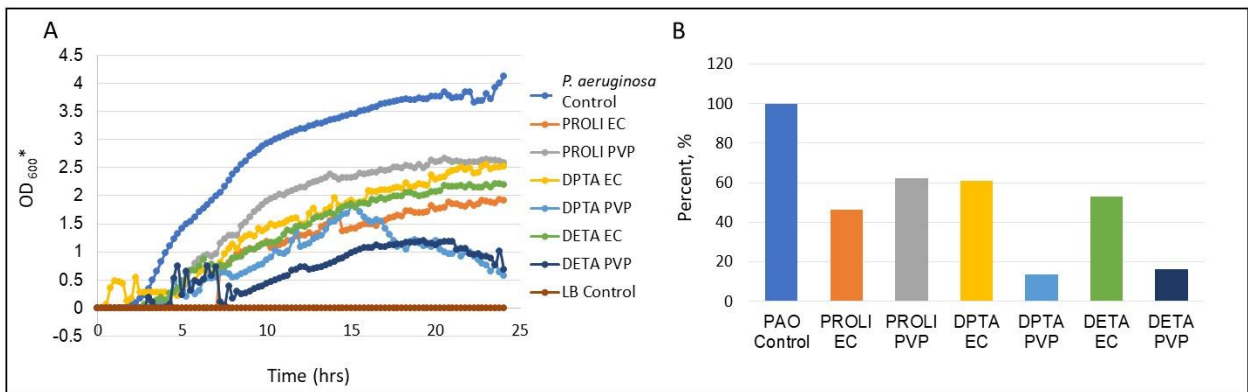 A
4.5
4
3.5
3
2.5
2
1.5
1
0.5
0
-0.5
OD600*
0 5 10 15 20 25
Time (hrs)
P. aeruginosa
Control
PROLI EC
PROLI PVP
DPTA EC
DPTA PVP
DETA EC
DETA PVP
LB Control
B
120
100
80
60
40
20
0
Percent, %
PAO PROLI PROLI DPTA DPTA DETA DETA
Control EC PVP EC PVP EC PVP